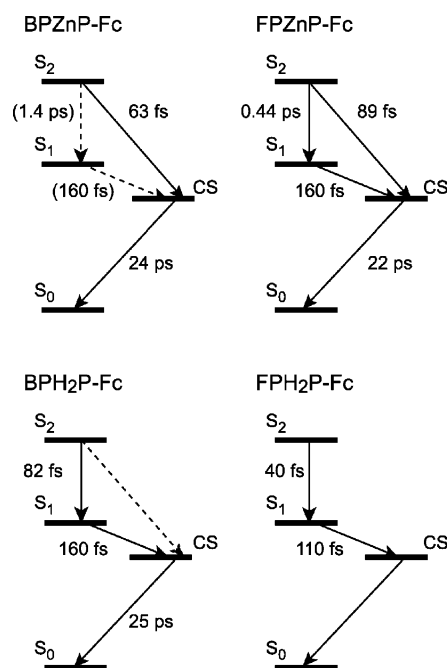 BPZnP-Fc
S2
(1.4 ps)
63 fs
S1
(160 fs)
CS
24 ps
S0
FPZnP-Fc
S2
0.44 ps
89 fs
S1
160 fs
CS
22 ps
S0
BPH2P-Fc
S2
82 fs
S1
160 fs
CS
25 ps
S0
FPH2P-Fc
S2
40 fs
S1
110 fs
CS
S0